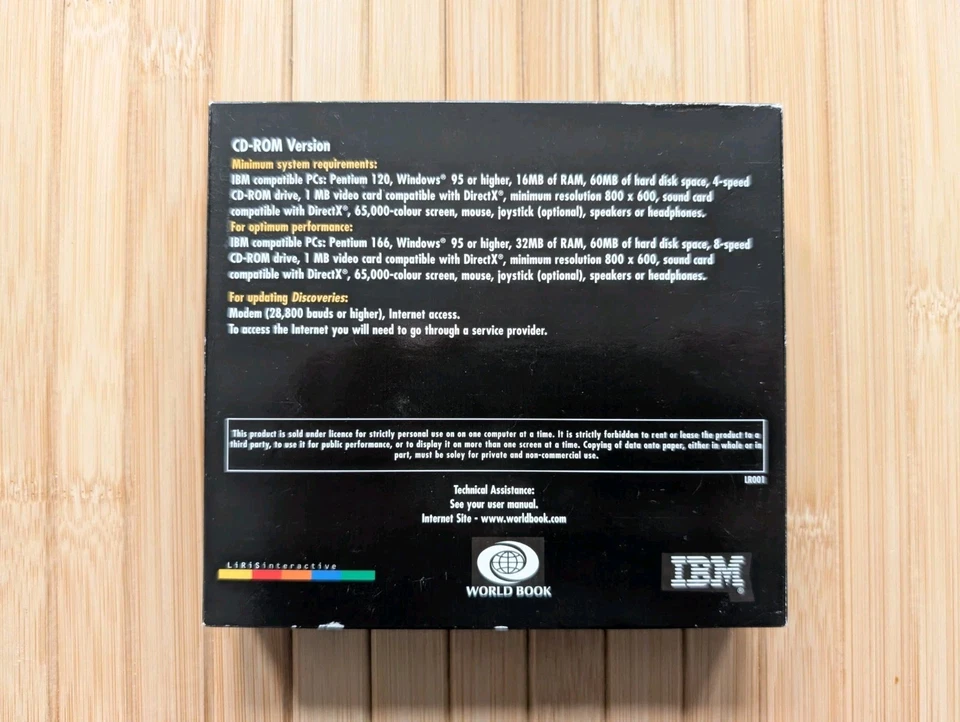 CD-ROM Version
Minimum system requirements:
IBM compatible PCs: Pentium 120, Windows® 95 or higher, 16MB of RAM, 60MB of hard disk space, 4-speed
CD-ROM drive, 1 MB video card compatible with DirectX®, minimum resolution 800 x 600, sound card
compatible with DirectX®, 65,000-colour screen, mouse, joystick (optional), speakers or headphones.
For optimum performance:
IBM compatible PCs: Pentium 166, Windows® 95 or higher, 32MB of RAM, 60MB of hard disk space, 8-speed
CD-ROM drive, 1 MB video card compatible with DirectX®, minimum resolution 800 x 600, sound card
compatible with DirectX®, 65,000-colour screen, mouse, joystick (optional), speakers or headphones.
For updating Discoveries:
Modem (28,800 bauds or higher), Internet access.
To access the Internet you will need to go through a service provider.
This product is sold under licence for strictly personal use on on one computer at a time. It is strictly forbidden to rent or lease the product to a
third party, to use it for public performance, or to display it on more than one screen at a time. Copying of data onto paper, either in whole or in
part, must be soley for private and non-commercial use.
LR001
Technical Assistance:
See your user manual.
Internet Site - www.worldbook.com
LiRiSinteractive
WORLD BOOK
IBM®